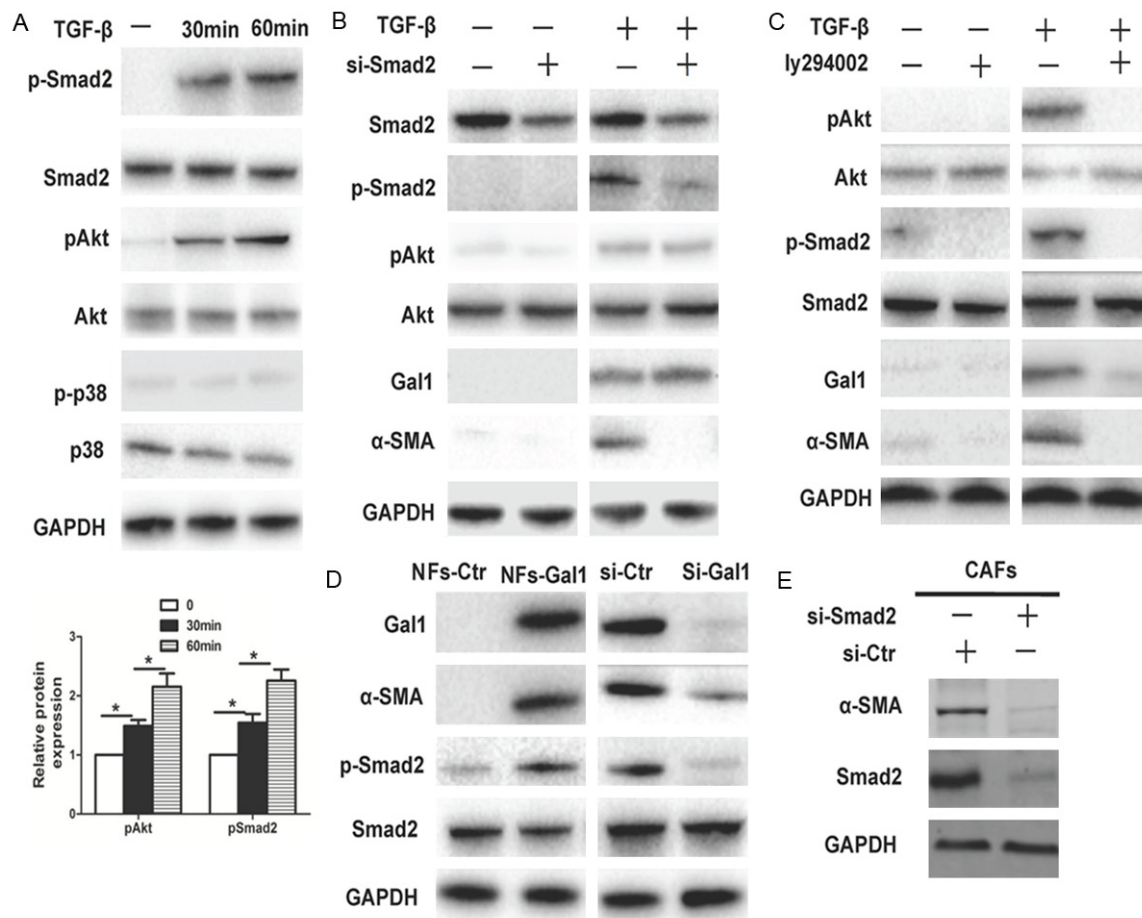 A
TGF-β — 30min 60min
p-Smad2
Smad2
pAkt
Akt
p-p38
p38
GAPDH
0
30min
60min
Relative protein
expression
3
2
1
0
* * * *
pAkt pSmad2
B
TGF-β — — + +
si-Smad2 — + — +
Smad2
p-Smad2
pAkt
Akt
Gal1
α-SMA
GAPDH
C
TGF-β — — + +
ly294002 — + — +
pAkt
Akt
p-Smad2
Smad2
Gal1
α-SMA
GAPDH
D
NFs-Ctr NFs-Gal1 si-Ctr Si-Gal1
Gal1
α-SMA
p-Smad2
Smad2
GAPDH
E
CAFs
si-Smad2 — +
si-Ctr + —
α-SMA
Smad2
GAPDH